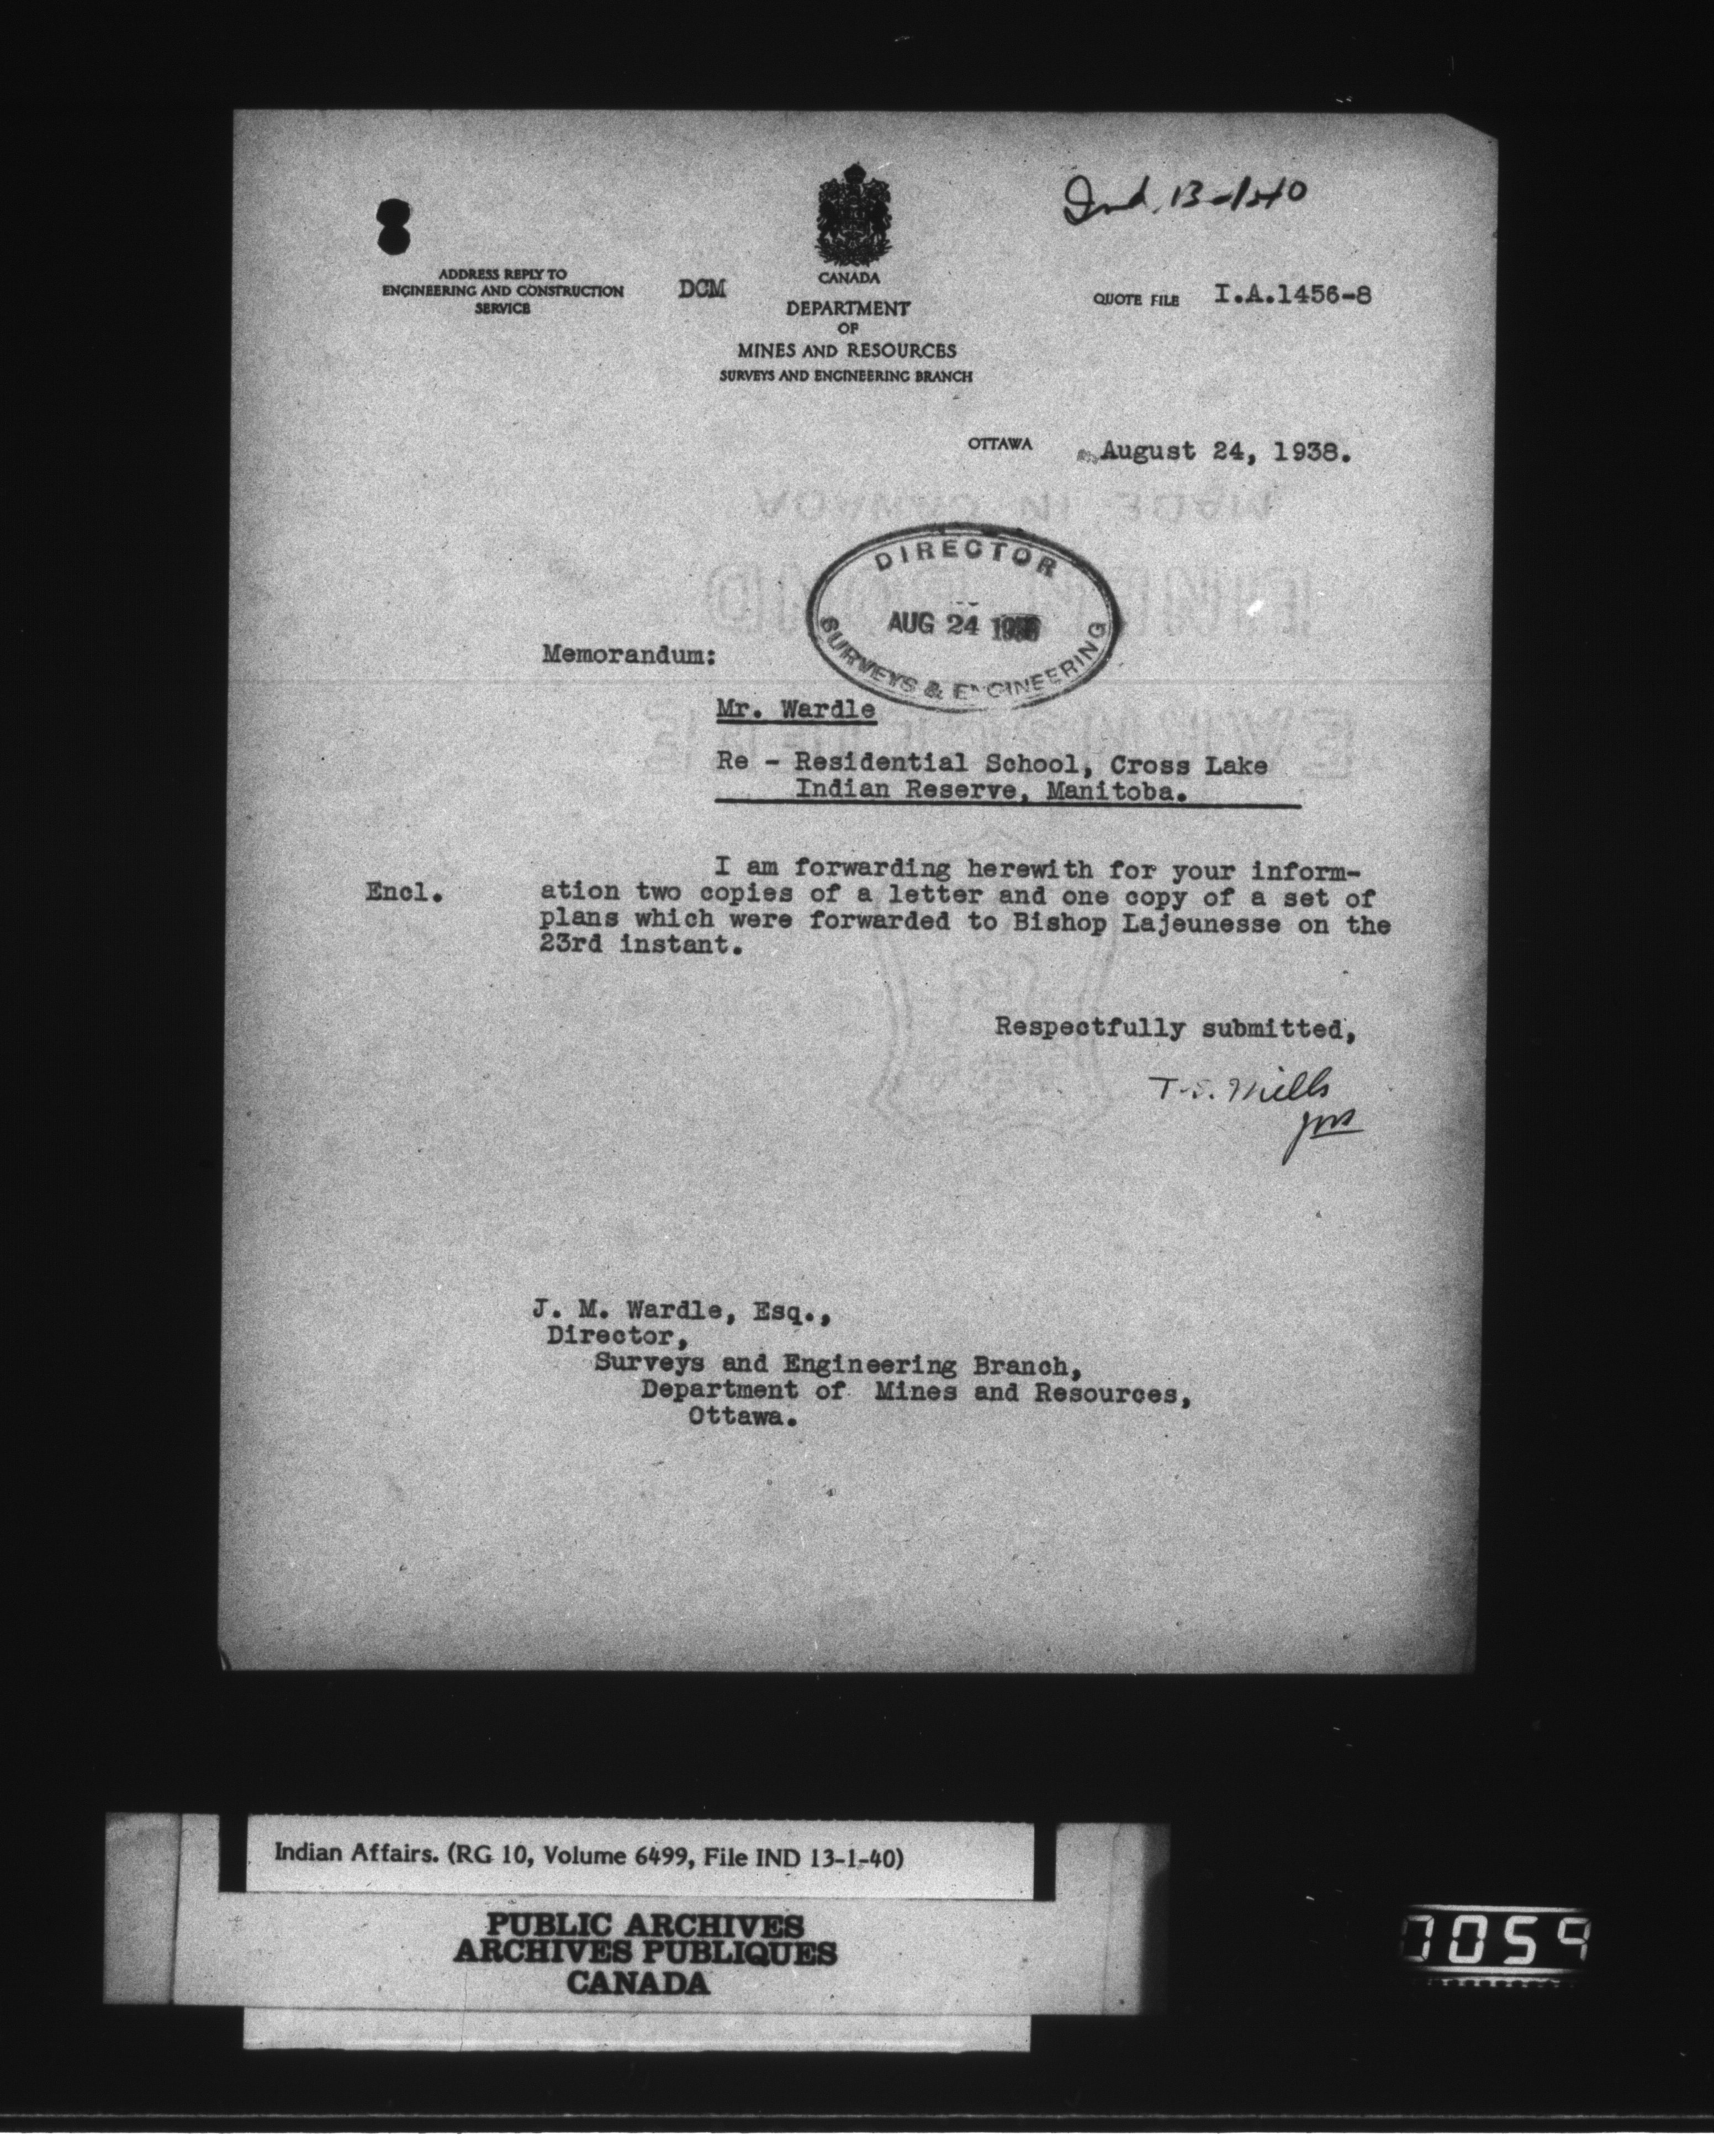 Ind. 13-1-40
ADDRESS REPLY TO
ENGINEERING AND CONSTRUCTION
SERVICE
DCM
CANADA
DEPARTMENT
OF
MINES AND RESOURCES
SURVEYS AND ENGINEERING BRANCH
QUOTE FILE I.A.1456-8
OTTAWA August 24, 1938.
MADE IN CANADA
DIRECTOR
AUG 24
SURVEYS & ENGINEERING
Memorandum:
Mr. Wardle
Re - Residential School, Cross Lake
Indian Reserve, Manitoba.
I am forwarding herewith for your inform-
Encl. ation two copies of a letter and one copy of a set of
plans which were forwarded to Bishop Lajeunesse on the
23rd instant.
Respectfully submitted,
T.S. Mills
J. M. Wardle, Esq.,
Director,
Surveys and Engineering Branch,
Department of Mines and Resources,
Ottawa.
Indian Affairs. (RG 10, Volume 6499, File IND 13-1-40)
PUBLIC ARCHIVES
ARCHIVES PUBLIQUES
CANADA
059